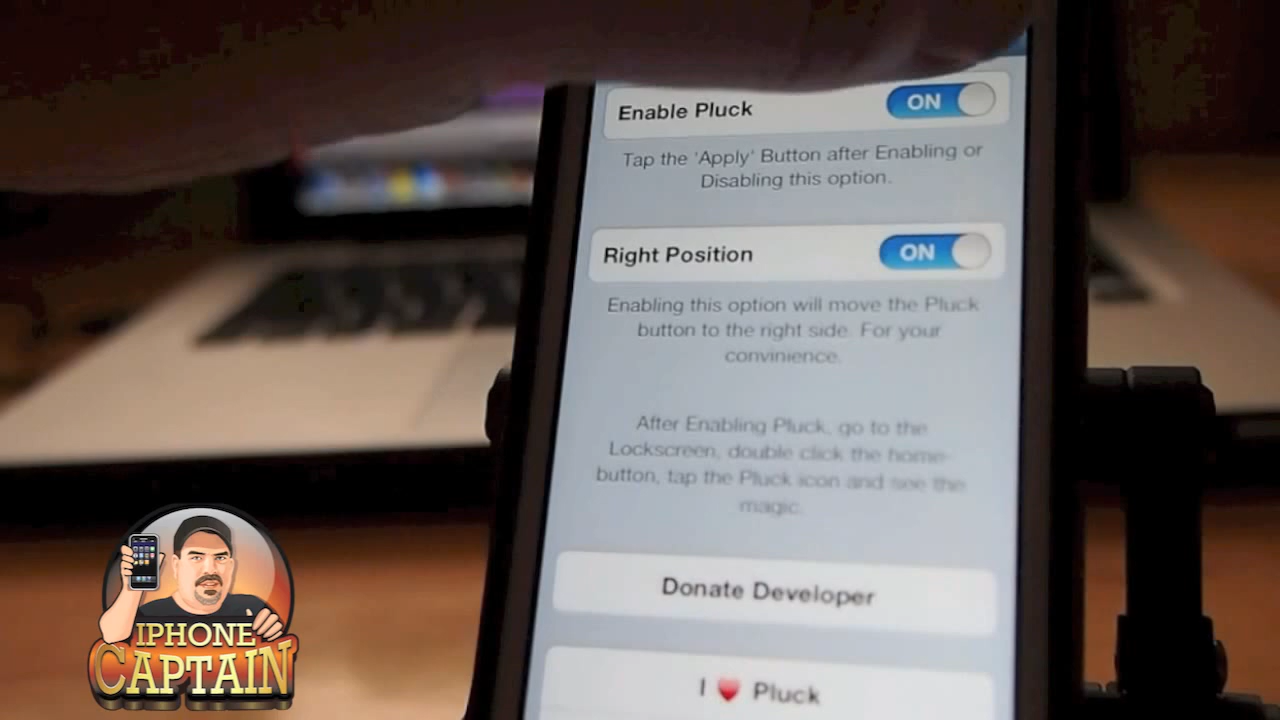 Enable Pluck
ON
Tap the 'Apply' Button after Enabling or
Disabling this option.
Right Position
ON
Enabling this option will move the Pluck
button to the right side. For your
convinience.
After Enabling Pluck, go to the
Lockscreen, double click the home-
button, tap the Pluck icon and see the
magic.
Donate Developer
I ❤ Pluck
IPHONE
CAPTAIN